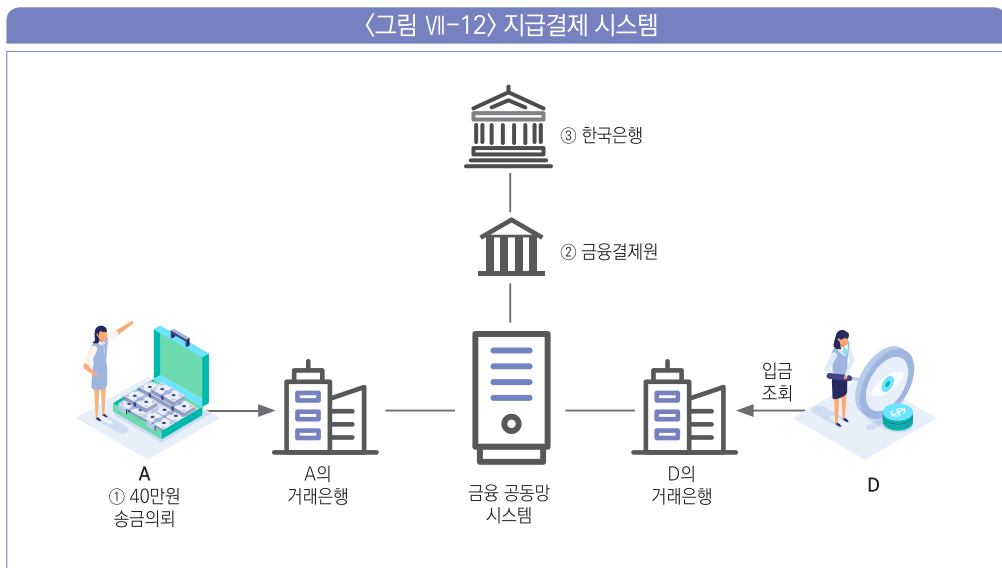 〈그림 Ⅶ-12〉 지급결제 시스템
③ 한국은행
② 금융결제원
입금
조회
A
① 40만원
송금의뢰
A의
거래은행
금융 공동망
시스템
D의
거래은행
D